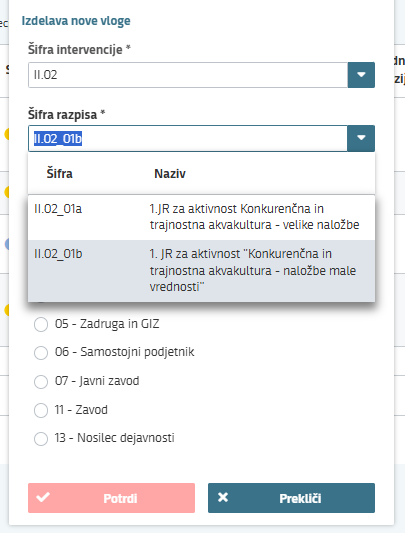 Izdelava nove vloge
Šifra intervencije *
II.02
Šifra razpisa *
II.02_01b
Šifra Naziv
II.02_01a 1.JR za aktivnost Konkurenčna in
trajnostna akvakultura - velike naložbe
II.02_01b 1. JR za aktivnost "Konkurenčna in
trajnostna akvakultura - naložbe male
vrednosti"
05 - Zadruga in GIZ
06 - Samostojni podjetnik
07 - Javni zavod
11 - Zavod
13 - Nosilec dejavnosti
Potrdi Prekliči